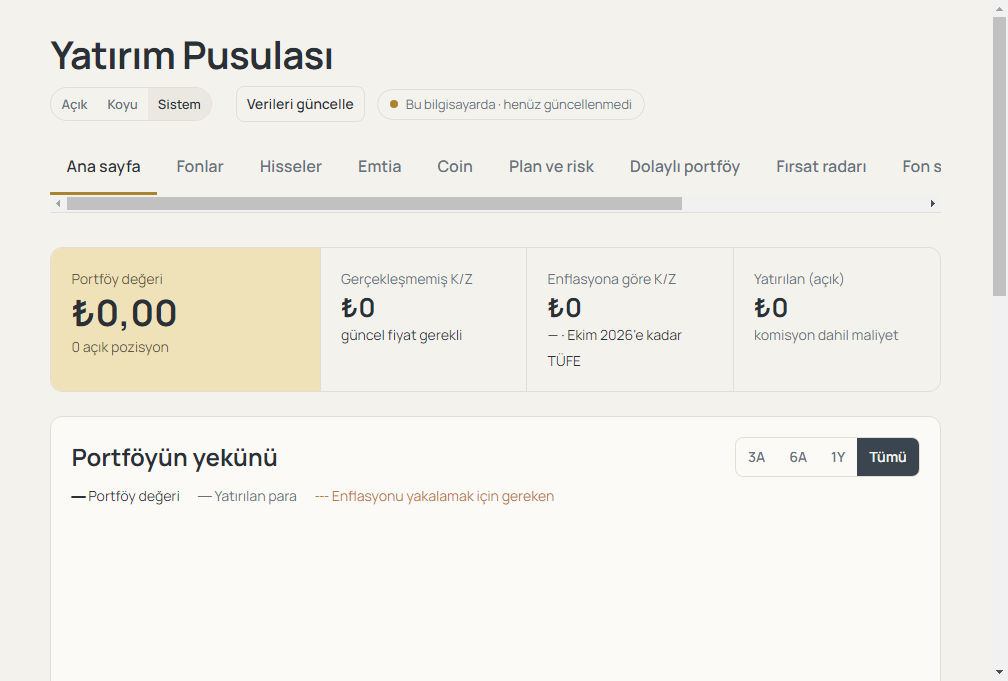 Yatırım Pusulası
Açık Koyu Sistem Verileri güncelle Bu bilgisayarda · henüz güncellenmedi
Ana sayfa Fonlar Hisseler Emtia Coin Plan ve risk Dolaylı portföy Fırsat radarı Fon s
Portföy değeri
₺0,00
0 açık pozisyon
Gerçekleşmemiş K/Z
₺0
güncel fiyat gerekli
Enflasyona göre K/Z
₺0
— · Ekim 2026'e kadar
TÜFE
Yatırılan (açık)
₺0
komisyon dahil maliyet
Portföyün yekünü
3A 6A 1Y Tümü
Portföy değeri Yatırılan para Enflasyonu yakalamak için gereken